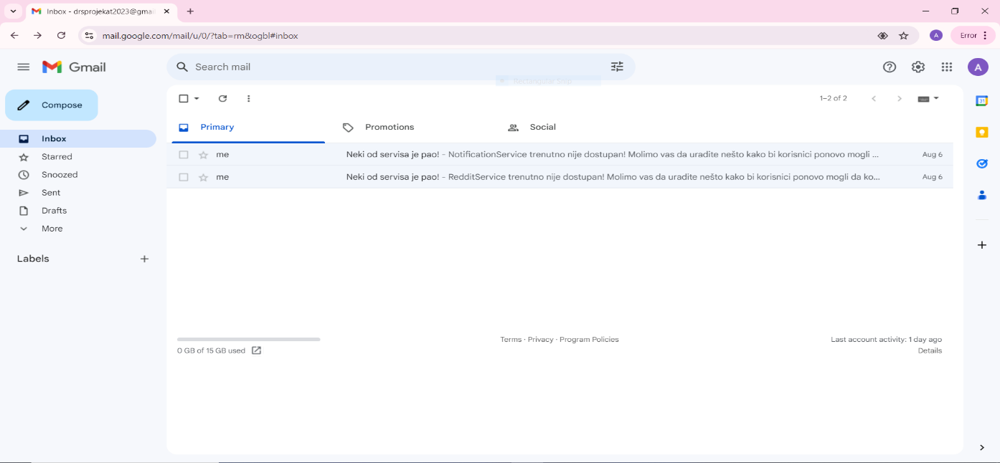 Inbox - drsprojekat2023@gmai
mail.google.com/mail/u/0/?tab=rm&ogbl#inbox
A
Error
Gmail
Search mail
A
Rectangular Snip
Compose
1–2 of 2
31
Primary
Promotions
Social
Inbox
me
Neki od servisa je pao! - NotificationService trenutno nije dostupan! Molimo vas da uradite nešto kako bi korisnici ponovo mogli ...
Aug 6
Starred
me
Neki od servisa je pao! - RedditService trenutno nije dostupan! Molimo vas da uradite nešto kako bi korisnici ponovo mogli da ko...
Aug 6
Snoozed
Sent
Drafts
More
Labels
Terms · Privacy · Program Policies
Last account activity: 1 day ago
0 GB of 15 GB used
Details